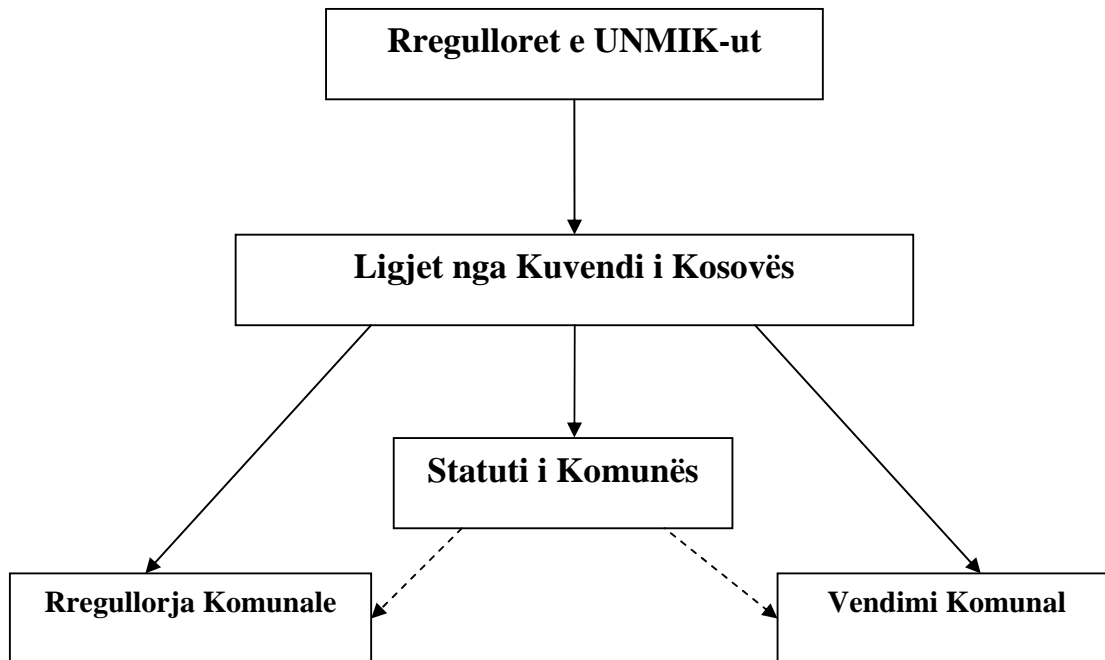 Rregulloret e UNMIK-ut
Ligjet nga Kuvendi i Kosovës
Statuti i Komunës
Rregullorja Komunale
Vendimi Komunal